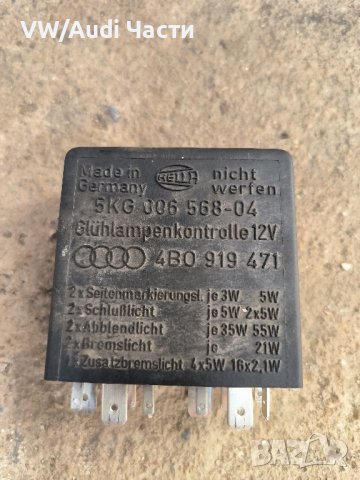 VW/Audi Части
Made in Germany
HELLA
nicht werfen
5KG 006 568-04
Glühlampenkontrolle 12V
4B0 919 471
2x Seitenmarkierungsl. je 3W 5W
2x Schlußlicht je 5W 2x5W
2x Abblendlicht je 35W 55W
2x Bremslicht je 21W
1x Zusatzbremslicht 4x5W 16x2,1W
BAZAR
bg